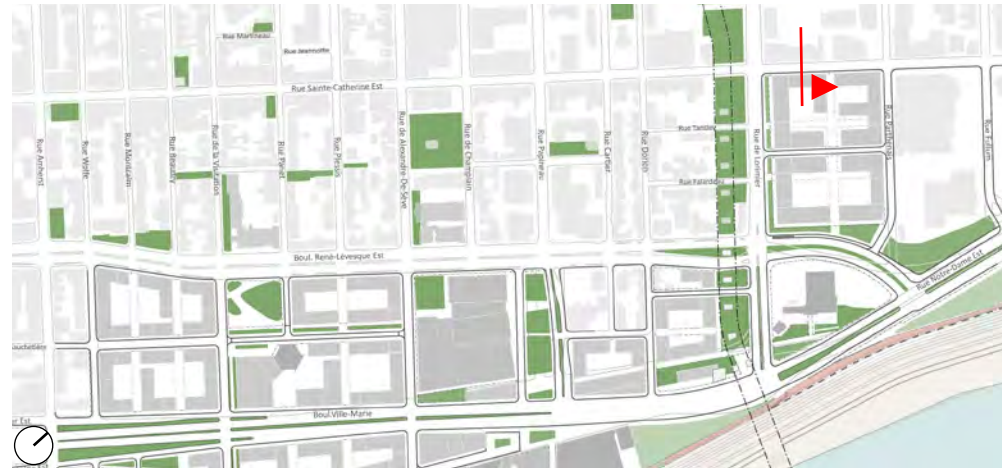 Rue Martineau
Rue Jeannotte
Rue Sainte-Catherine Est
Rue Amherst
Rue Wolfe
Rue Montcalm
Rue Beaudry
Rue de la Visitation
Rue Panet
Rue Plessis
Rue de Alexandre-De-Sève
Rue de Champlain
Rue Papineau
Rue Cartier
Rue Dorion
Rue Tansley
Rue Falardeau
Rue de Lorimier
Rue Parthenais
Rue Fullum
Boul. René-Lévesque Est
Rue Notre-Dame Est
Boul.Ville-Marie